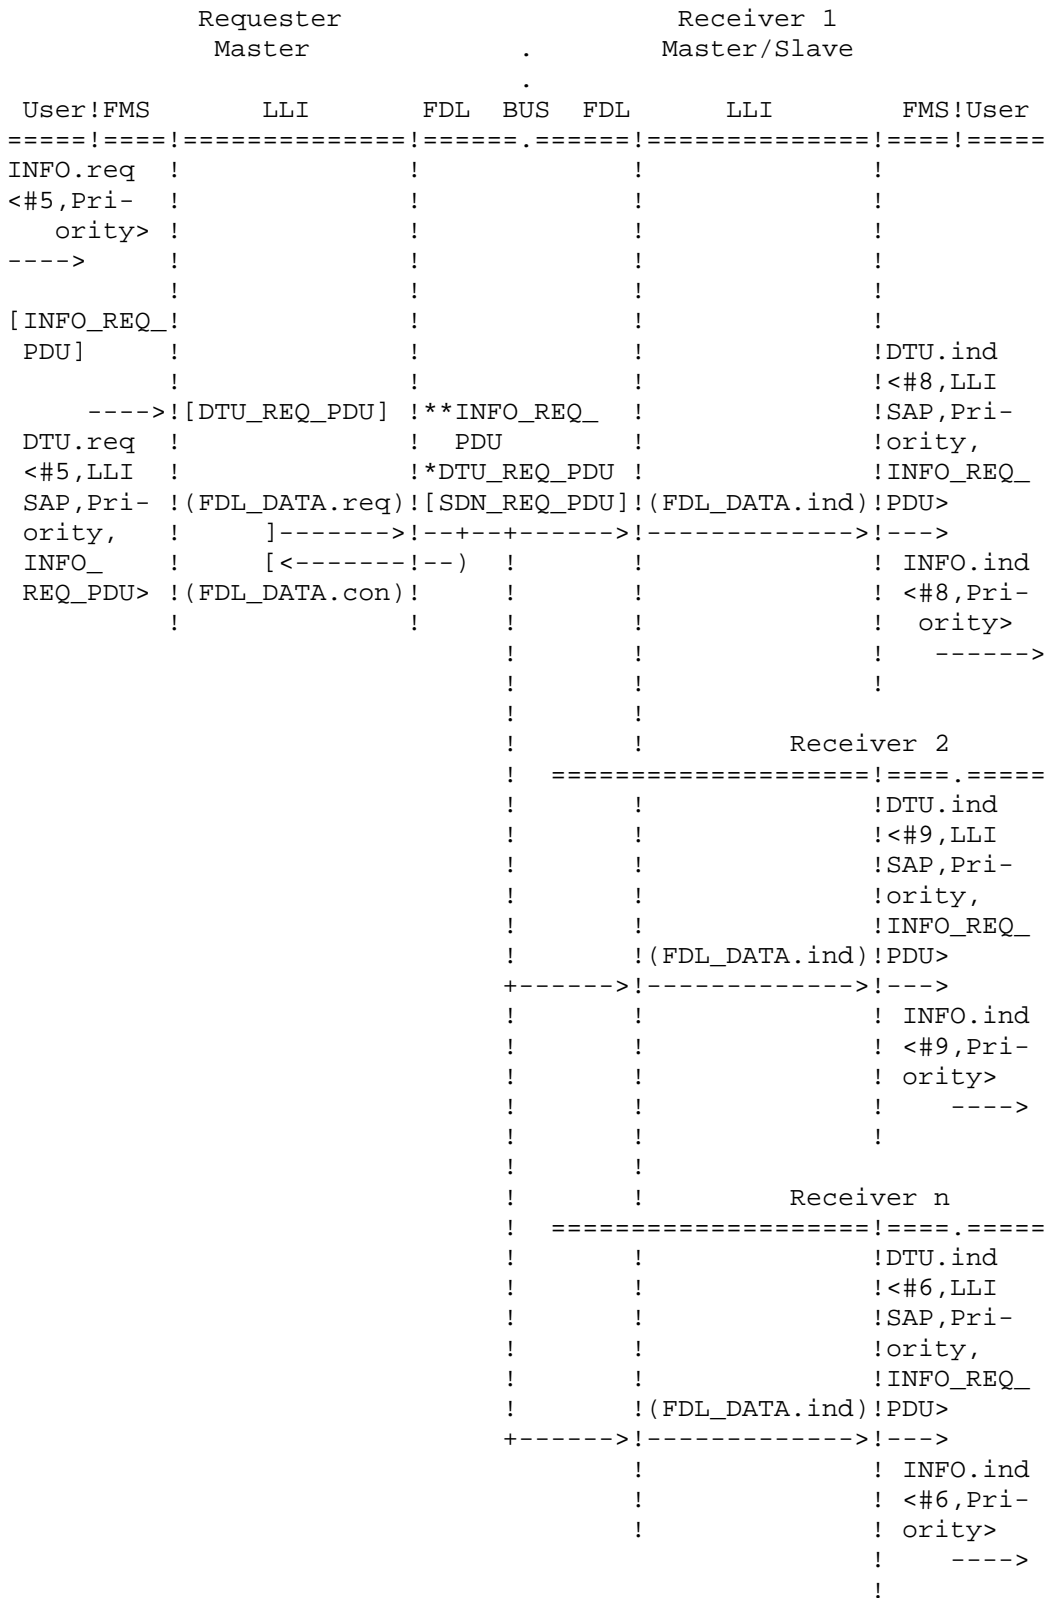 Requester                     Receiver 1
             Master             .        Master/Slave
                                .
 User!FMS       LLI       FDL  BUS  FDL      LLI        FMS!User
=====!====!==============!======.======!==============!====!=====
INFO.req  !              !             !              !
<#5,Pri-  !              !             !              !
   ority> !              !             !              !
---->     !              !             !              !
          !              !             !              !
[INFO_REQ_!              !             !              !
 PDU]     !              !             !              !DTU.ind
          !              !             !              !<#8,LLI
     ---->![DTU_REQ_PDU] !**INFO_REQ_  !              !SAP,Pri-
 DTU.req  !              !  PDU        !              !ority,
 <#5,LLI  !              !*DTU_REQ_PDU !              !INFO_REQ_
 SAP,Pri- !(FDL_DATA.req)![SDN_REQ_PDU]!(FDL_DATA.ind)!PDU>
 ority,   !     ]------->!--+--+------>!------------->!--->
 INFO_    !     [<-------!--)  !       !              ! INFO.ind
 REQ_PDU> !(FDL_DATA.con)!     !       !              ! <#8,Pri-
          !              !     !       !              !  ority>
                               !       !              !   ------>
                               !       !              !
                               !       !
                               !       !         Receiver 2
                               !  ====================!====.=====
                               !       !              !DTU.ind
                               !       !              !<#9,LLI
                               !       !              !SAP,Pri-
                               !       !              !ority,
                               !       !              !INFO_REQ_
                               !       !(FDL_DATA.ind)!PDU>
                               +------>!------------->!--->
                               !       !              ! INFO.ind
                               !       !              ! <#9,Pri-
                               !       !              ! ority>
                               !       !              !    ---->
                               !       !              !
                               !       !
                               !       !         Receiver n
                               !  ====================!====.=====
                               !       !              !DTU.ind
                               !       !              !<#6,LLI
                               !       !              !SAP,Pri-
                               !       !              !ority,
                               !       !              !INFO_REQ_
                               !       !(FDL_DATA.ind)!PDU>
                               +------>!------------->!--->
                                       !              ! INFO.ind
                                       !              ! <#6,Pri-
                                       !              ! ority>
                                                      !    ---->
                                                      !